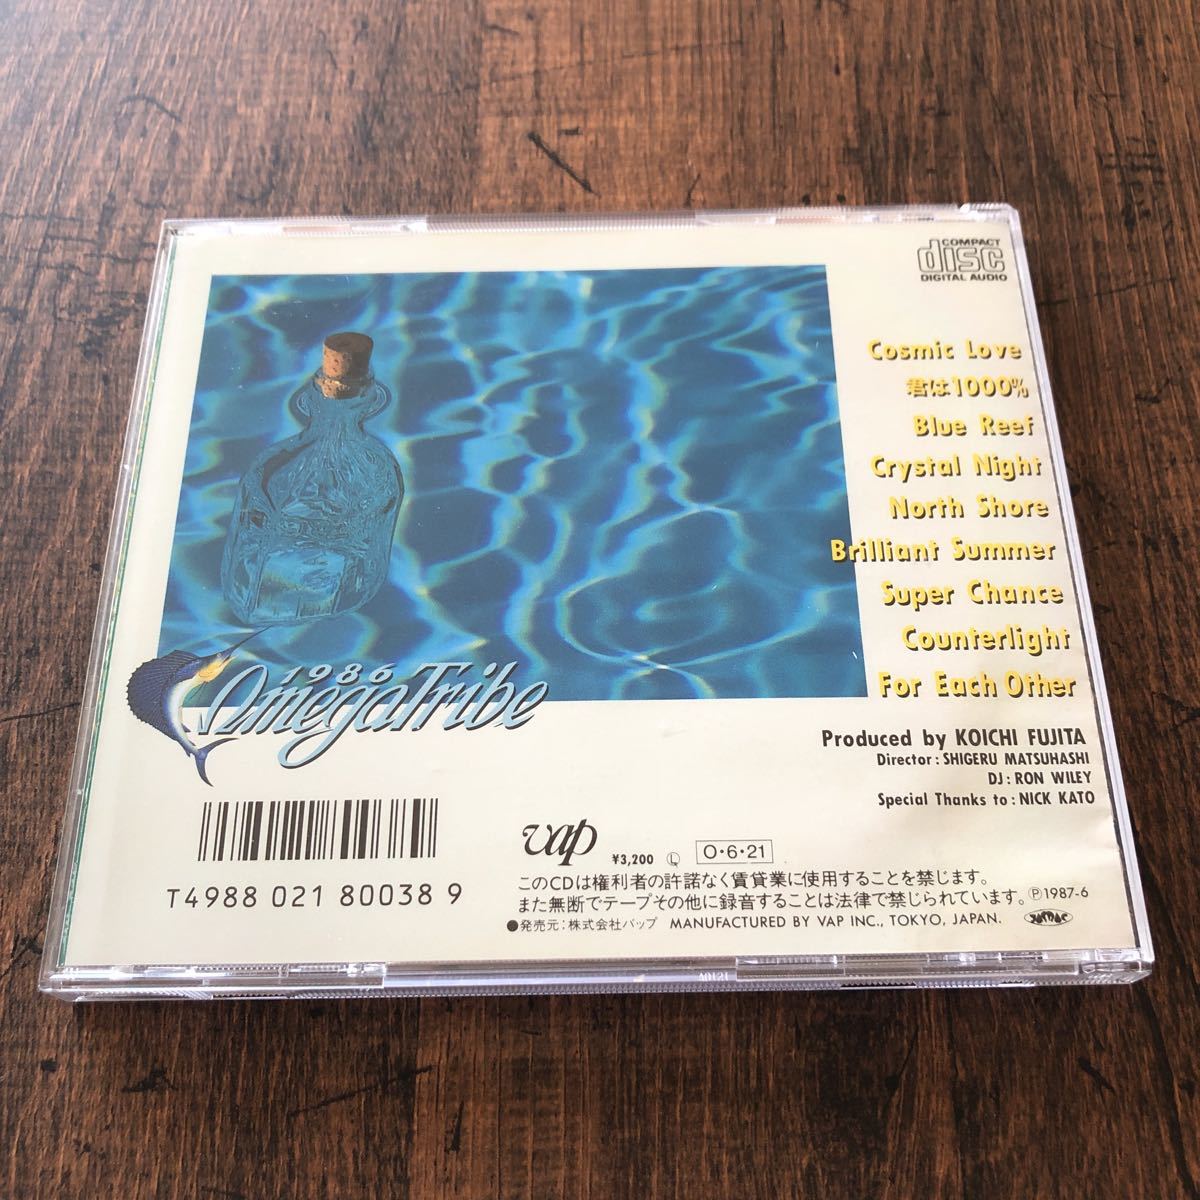 COMPACT
disc
DIGITAL AUDIO
Cosmic Love
君は1000%
Blue Reef
Crystal Night
North Shore
Brilliant Summer
Super Chance
Counterlight
For Each Other
1986
OmegaTribe
Produced by KOICHI FUJITA
Director : SHIGERU MATSUHASHI
DJ : RON WILEY
Special Thanks to : NICK KATO
T4988 021 80038 9
vap
¥3,200 Ⓛ O・6・21
このCDは権利者の許諾なく賃貸業に使用することを禁じます。
また無断でテープその他に録音することは法律で禁じられています。 Ⓟ1987-6
●発売元：株式会社バップ MANUFACTURED BY VAP INC., TOKYO, JAPAN.